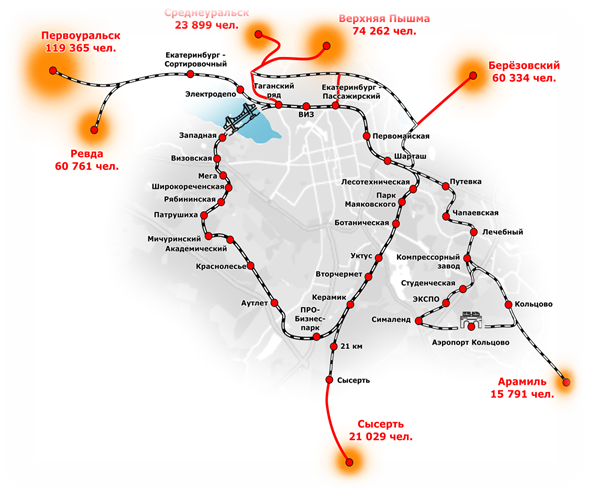 Среднеуральск
23 899 чел.
Верхняя Пышма
74 262 чел.
Первоуральск
119 365 чел.
Берёзовский
60 334 чел.
Екатеринбург -
Сортировочный
Электродепо
Таганский
ряд
ВИЗ
Екатеринбург -
Пассажирский
Ревда
60 761 чел.
Западная
Первомайская
Визовская
Шарташ
Мега
Широкореченская
Лесотехническая
Путевка
Рябининская
Парк
Маяковского
Патрушиха
Чапаевская
Ботаническая
Лечебный
Мичуринский
Академический
Уктус
Компрессорный
завод
Краснолесье
Вторчермет
Студенческая
Аутлет
Керамик
ЭКСПО
Кольцово
ПРО-
Бизнес-
парк
Сималенд
21 км
Аэропорт Кольцово
Сысерть
Арамиль
15 791 чел.
Сысерть
21 029 чел.